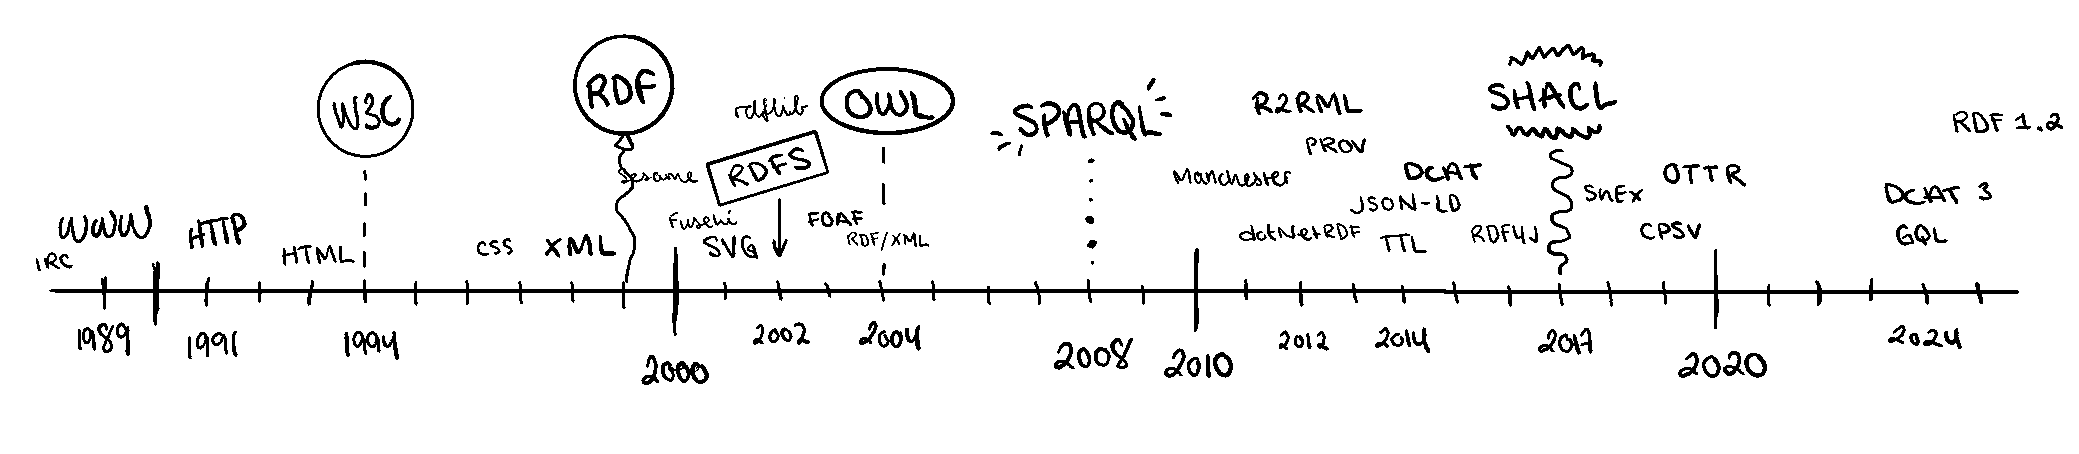 IRC
WWW
HTTP
HTML
W3C
CSS
XML
RDF
sesame
Fuseki
SVG
rdflib
RDFS
FOAF
OWL
RDF/XML
SPARQL
Manchester
R2RML
PROV
dotNetRDF
DCAT
JSON-LD
TTL
RDF4J
SHACL
ShEx
OTTR
CPSV
DCAT 3
GQL
RDF 1.2
1989
1991
1994
2000
2002
2004
2008
2010
2012
2014
2017
2020
2024